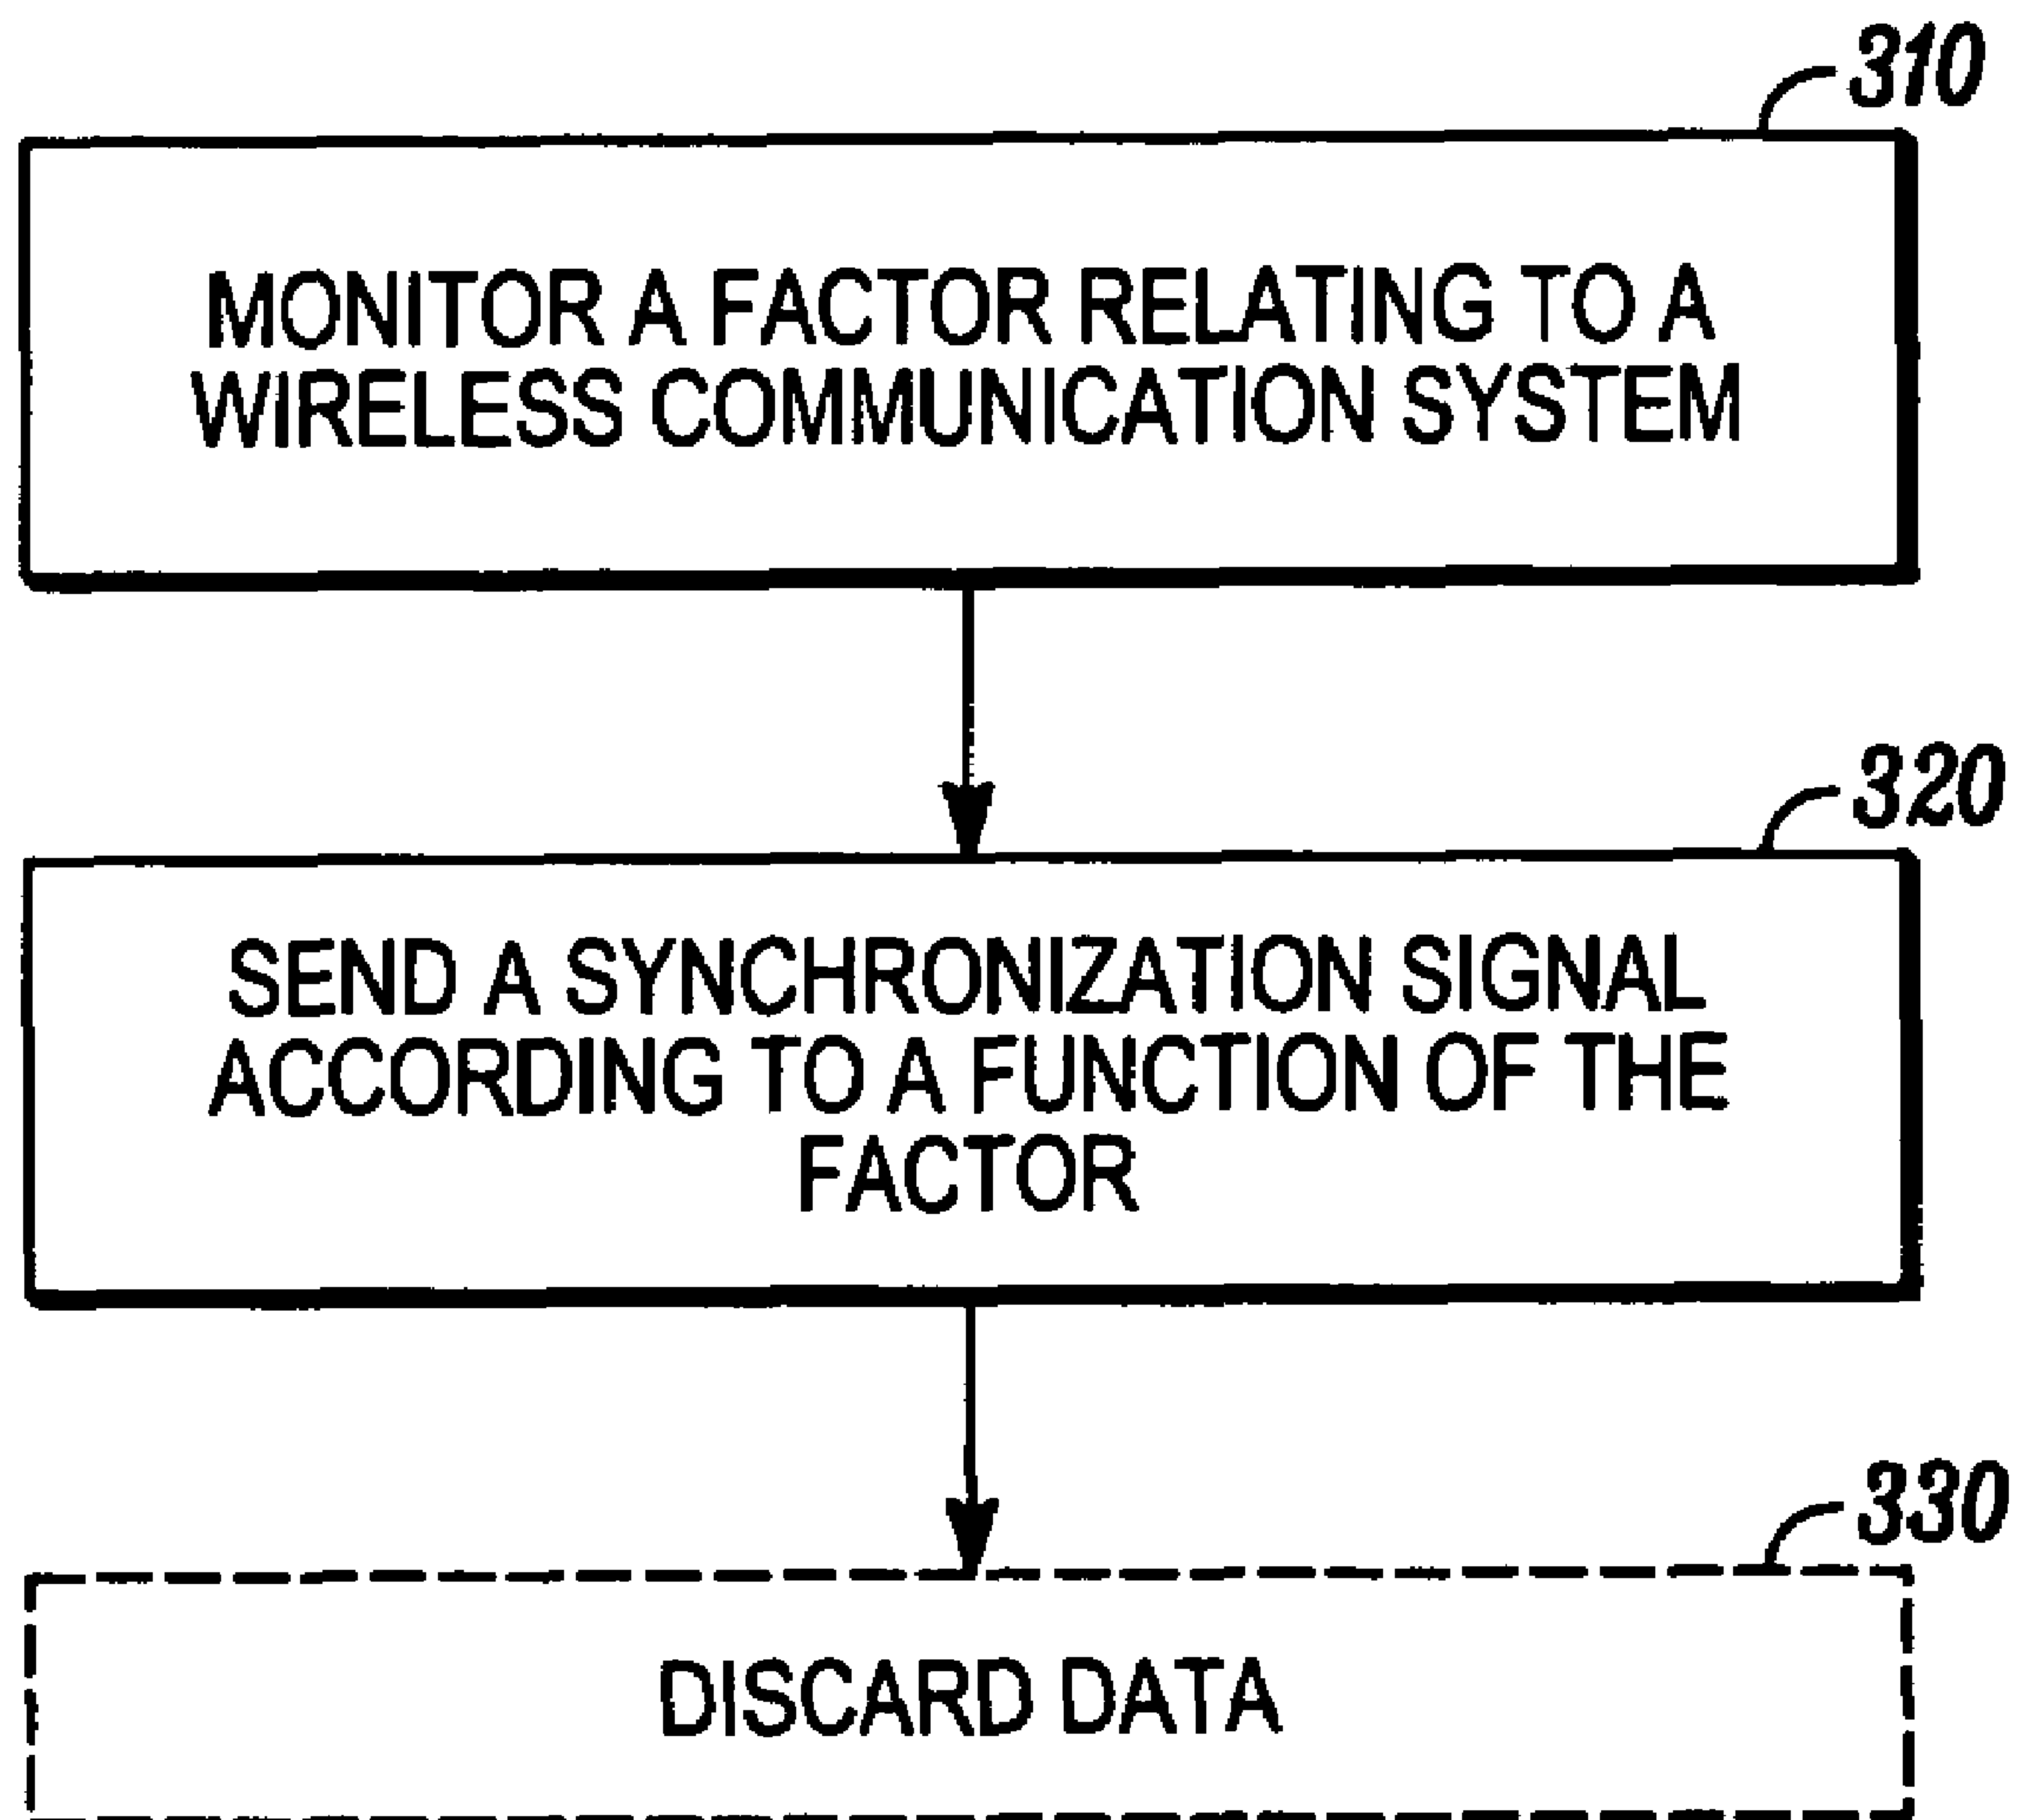 310
MONITOR A FACTOR RELATING TO A
WIRELESS COMMUNICATION SYSTEM
320
SEND A SYNCHRONIZATION SIGNAL
ACCORDING TO A FUNCTION OF THE
FACTOR
330
DISCARD DATA